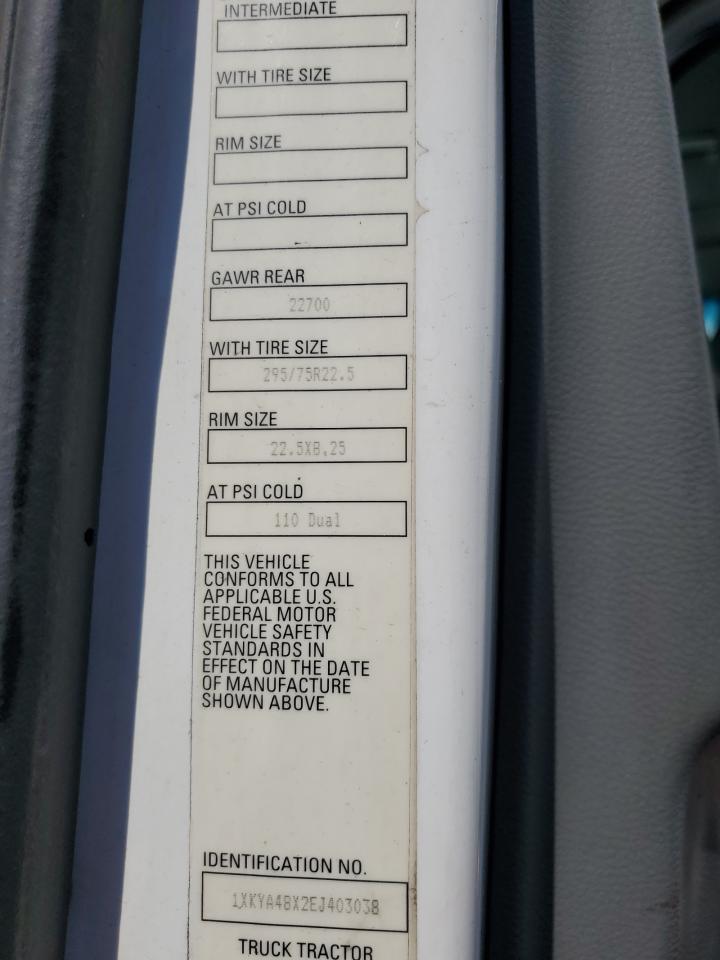 INTERMEDIATE
WITH TIRE SIZE
RIM SIZE
AT PSI COLD
GAWR REAR
22700
WITH TIRE SIZE
295/75R22.5
RIM SIZE
22.5X8.25
AT PSI COLD
110 Dual
THIS VEHICLE
CONFORMS TO ALL
APPLICABLE U.S.
FEDERAL MOTOR
VEHICLE SAFETY
STANDARDS IN
EFFECT ON THE DATE
OF MANUFACTURE
SHOWN ABOVE.
IDENTIFICATION NO.
1XKYA48X2EJ403038
TRUCK TRACTOR